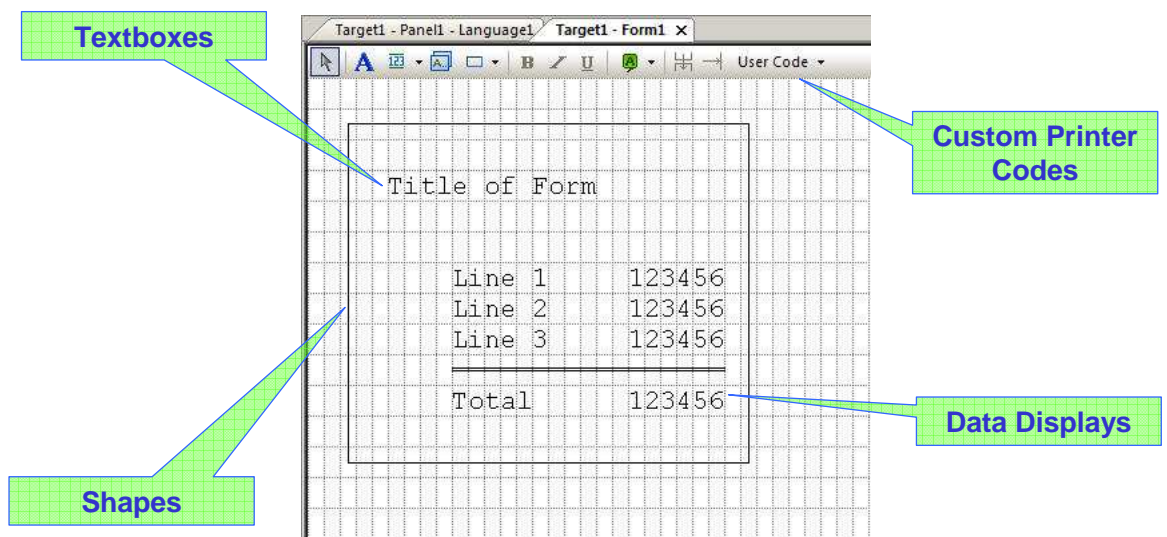 Textboxes
Target1 - Panel1 - Language1 Target1 - Form1 X
A 123 A.. B I U A User Code
Custom Printer
Codes
Title of Form
Line 1 123456
Line 2 123456
Line 3 123456
Total 123456
Data Displays
Shapes